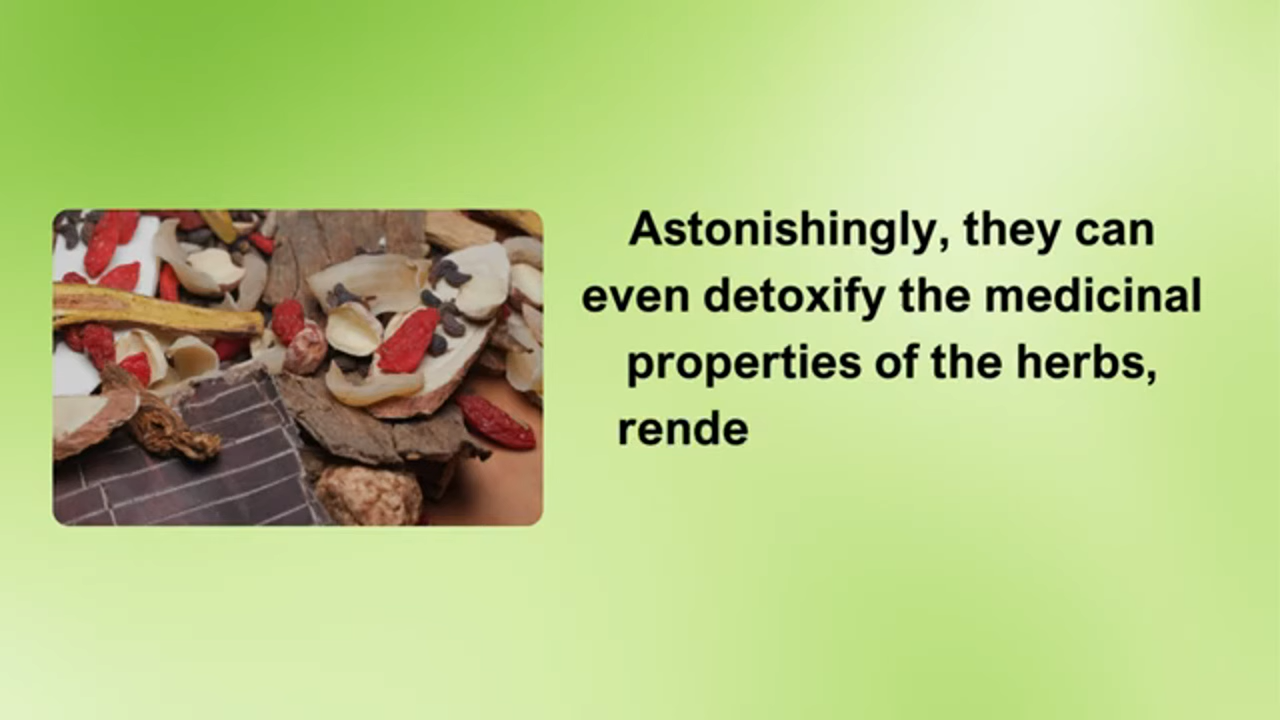 Astonishingly, they can
even detoxify the medicinal
properties of the herbs,
rende